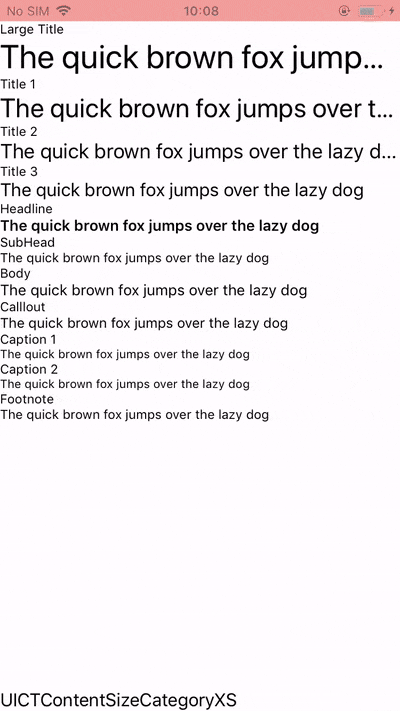 No SIM 10:08
Large Title
The quick brown fox jump...
Title 1
The quick brown fox jumps over t...
Title 2
The quick brown fox jumps over the lazy d...
Title 3
The quick brown fox jumps over the lazy dog
Headline
The quick brown fox jumps over the lazy dog
SubHead
The quick brown fox jumps over the lazy dog
Body
The quick brown fox jumps over the lazy dog
Calllout
The quick brown fox jumps over the lazy dog
Caption 1
The quick brown fox jumps over the lazy dog
Caption 2
The quick brown fox jumps over the lazy dog
Footnote
The quick brown fox jumps over the lazy dog
UICTContentSizeCategoryXS